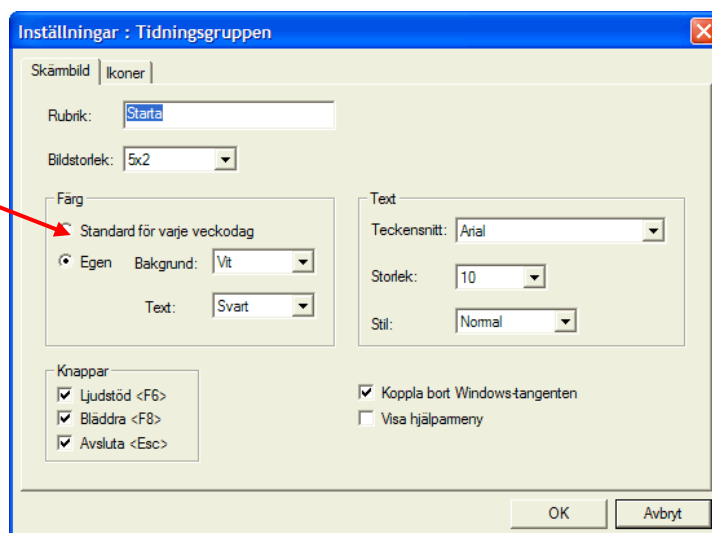 Inställningar : Tidningsgruppen
Skärmbild
Ikoner
Rubrik: Starta
Bildstorlek: 5x2
Färg
Standard för varje veckodag
Egen Bakgrund: Vit
Text: Svart
Text
Teckensnitt: Arial
Storlek: 10
Stil: Normal
Knappar
Ljudstöd <F6>
Bläddra <F8>
Avsluta <Esc>
Koppla bort Windows-tangenten
Visa hjälparmeny
OK
Avbryt